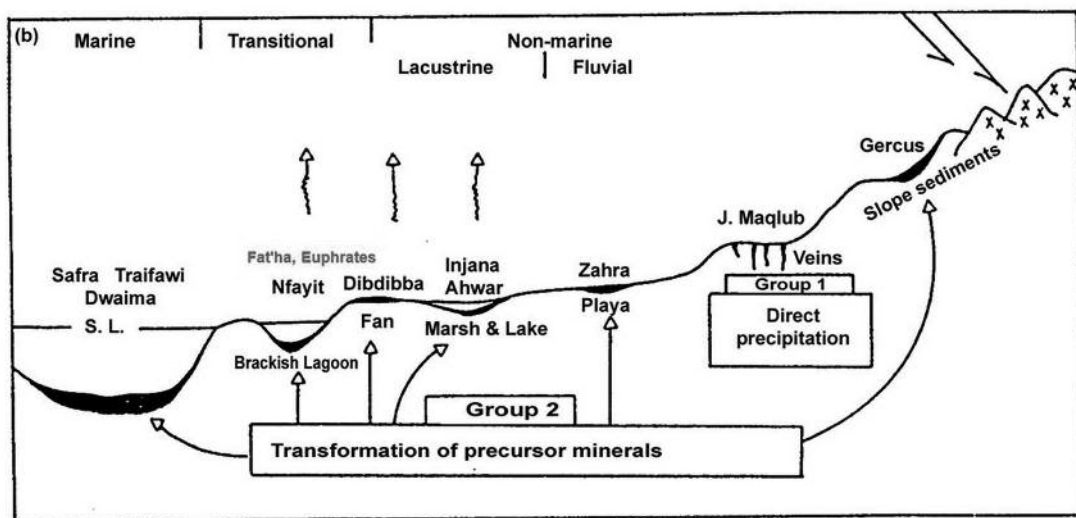 (b)
Marine
Transitional
Non-marine
Lacustrine
Fluvial
Gercus
Slope sediments
J. Maqlub
Veins
Group 1
Direct
precipitation
Safra Traifawi
Dwaima
S. L.
Fat'ha, Euphrates
Nfayit
Brackish Lagoon
Dibdibba
Fan
Injana
Ahwar
Marsh & Lake
Zahra
Playa
Group 2
Transformation of precursor minerals
x x x x x x x x x